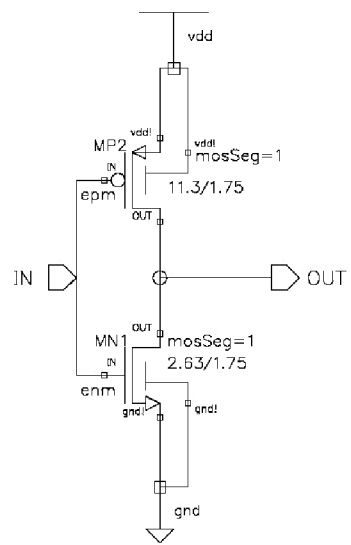 vdd
vdd!
MP2
vdd!
mosSeg=1
IN
11.3/1.75
epm
OUT
IN
OUT
OUT
MN1
mosSeg=1
IN
2.63/1.75
enm
gnd!
gnd!
gnd